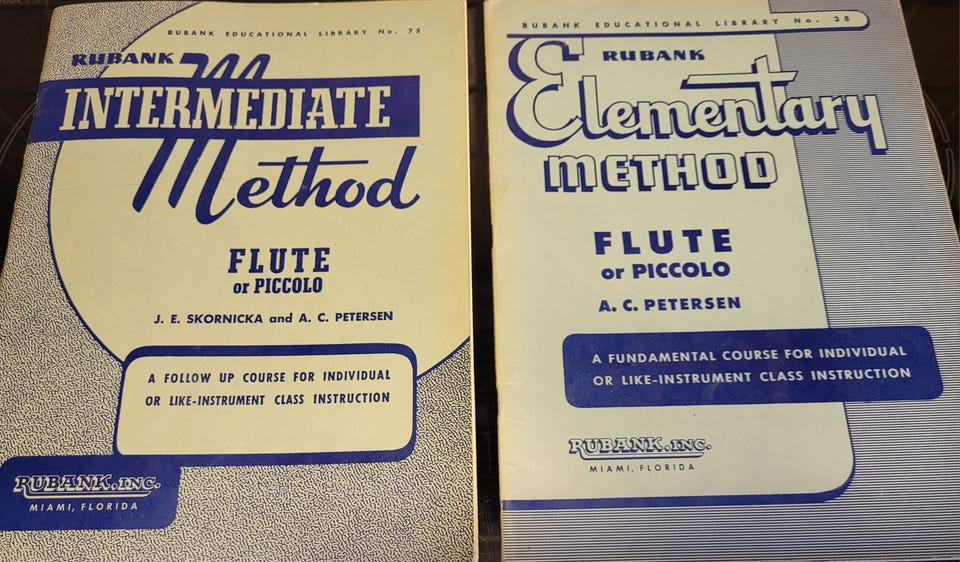 RUBANK EDUCATIONAL LIBRARY No. 75
RUBANK
INTERMEDIATE
Method
FLUTE
or PICCOLO
J. E. SKORNICKA and A. C. PETERSEN
A FOLLOW UP COURSE FOR INDIVIDUAL
OR LIKE-INSTRUMENT CLASS INSTRUCTION
RUBANK, INC.
MIAMI, FLORIDA
RUBANK EDUCATIONAL LIBRARY No. 38
RUBANK
Elementary
METHOD
FLUTE
or PICCOLO
A. C. PETERSEN
A FUNDAMENTAL COURSE FOR INDIVIDUAL
OR LIKE-INSTRUMENT CLASS INSTRUCTION
RUBANK, INC.
MIAMI, FLORIDA